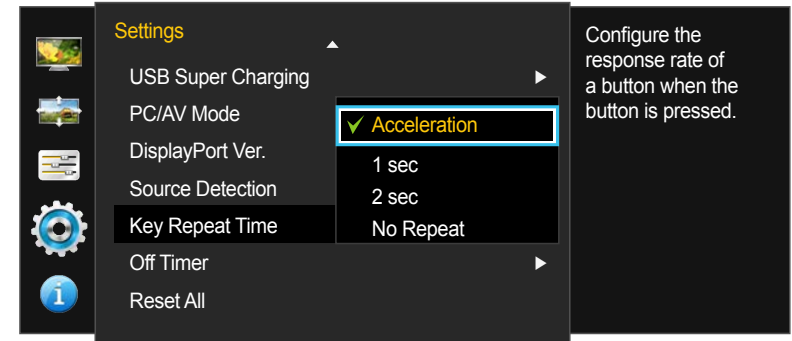 Settings
USB Super Charging
PC/AV Mode
DisplayPort Ver.
Source Detection
Key Repeat Time
Off Timer
Reset All
Acceleration
1 sec
2 sec
No Repeat
Configure the
response rate of
a button when the
button is pressed.